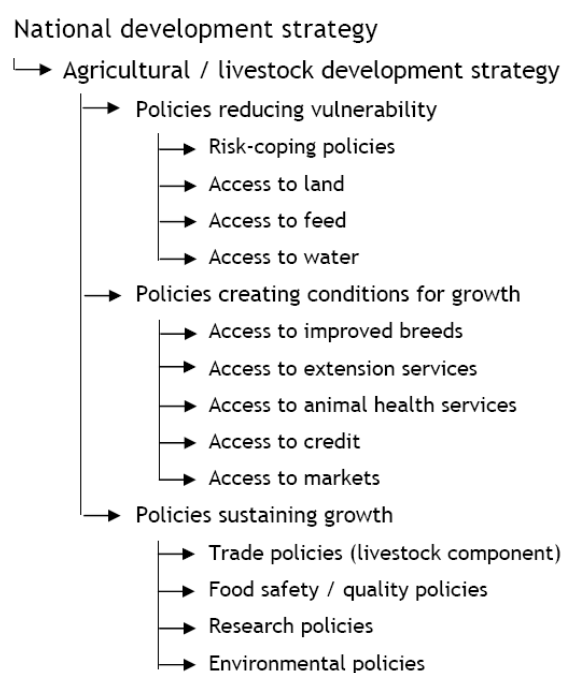 National development strategy
Agricultural / livestock development strategy
Policies reducing vulnerability
Risk-coping policies
Access to land
Access to feed
Access to water
Policies creating conditions for growth
Access to improved breeds
Access to extension services
Access to animal health services
Access to credit
Access to markets
Policies sustaining growth
Trade policies (livestock component)
Food safety / quality policies
Research policies
Environmental policies